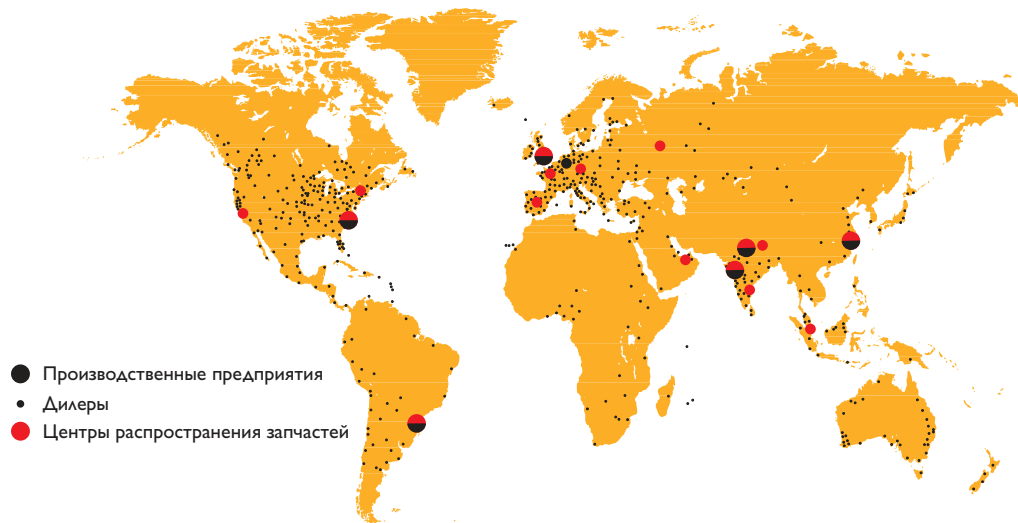 Производственные предприятия
Дилеры
Центры распространения запчастей